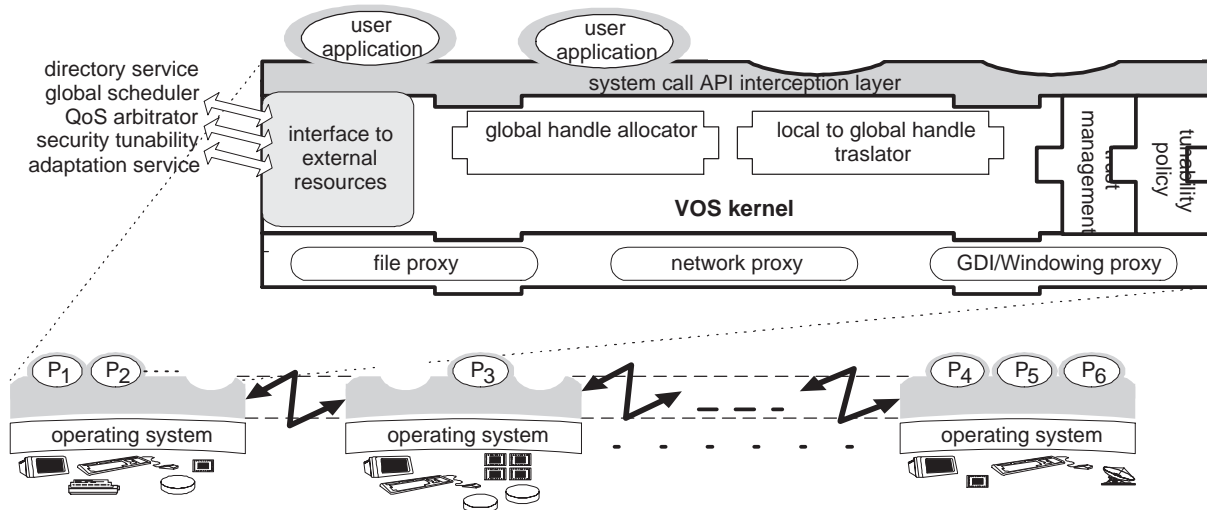 user
application
user
application
directory service
global scheduler
QoS arbitrator
security tunability
adaptation service
system call API interception layer
interface to
external
resources
global handle allocator
local to global handle
traslator
trust
management
tunability
policy
VOS kernel
file proxy
network proxy
GDI/Windowing proxy
P1
P2
P3
P4
P5
P6
operating system
operating system
operating system